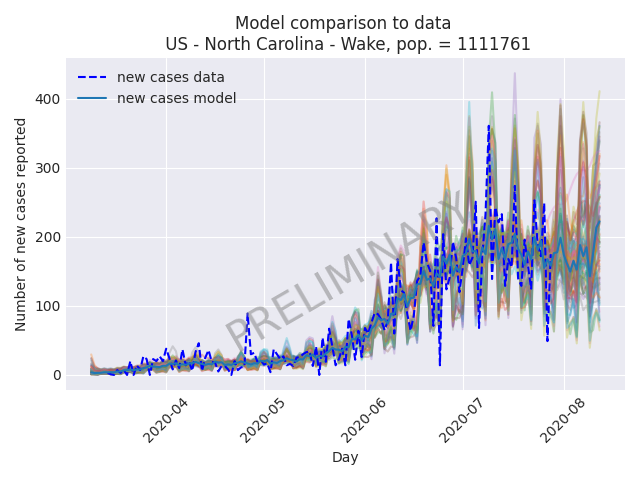 Model comparison to data
US - North Carolina - Wake, pop. = 1111761
new cases data
new cases model
PRELIMINARY
Number of new cases reported
400
300
200
100
0
2020-04
2020-05
2020-06
2020-07
2020-08
Day